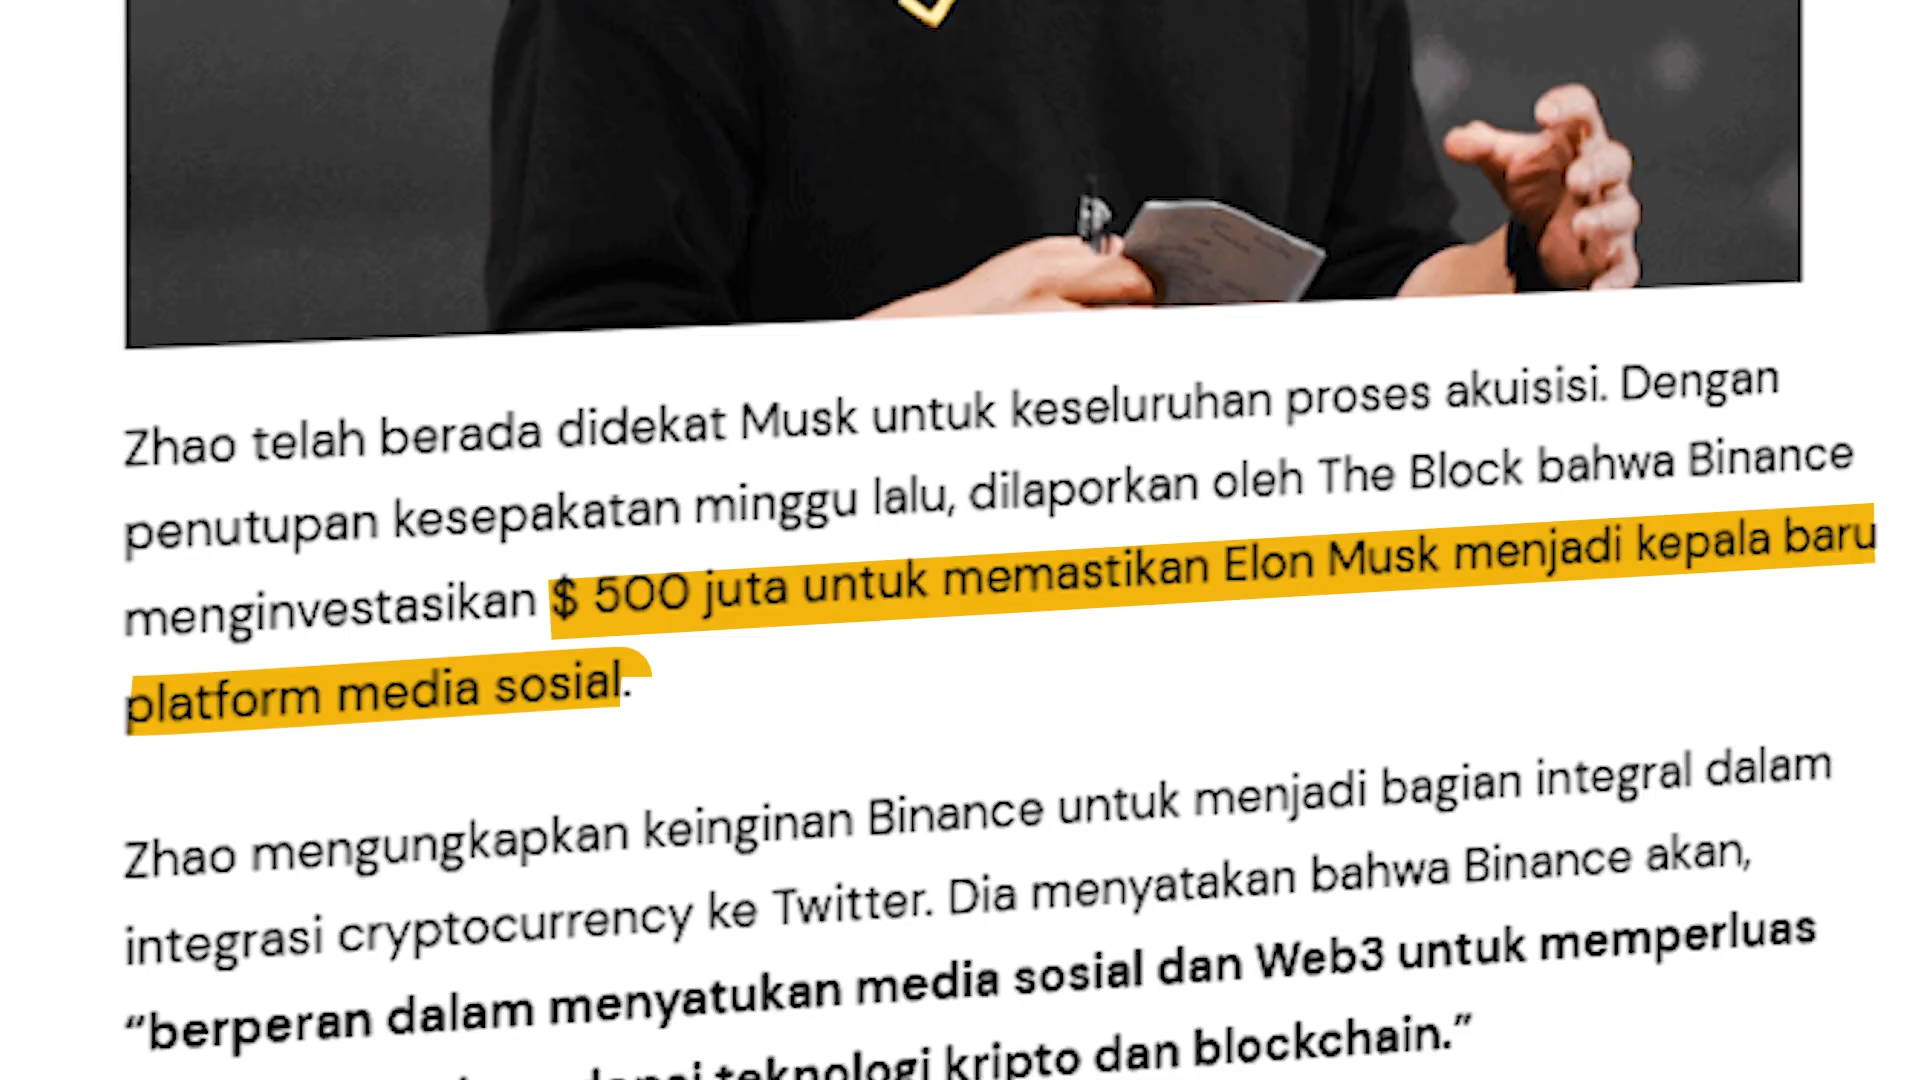 Zhao telah berada didekat Musk untuk keseluruhan proses akuisisi. Dengan
penutupan kesepakatan minggu lalu, dilaporkan oleh The Block bahwa Binance
menginvestasikan $ 500 juta untuk memastikan Elon Musk menjadi kepala baru
platform media sosial.
Zhao mengungkapkan keinginan Binance untuk menjadi bagian integral dalam
integrasi cryptocurrency ke Twitter. Dia menyatakan bahwa Binance akan,
“berperan dalam menyatukan media sosial dan Web3 untuk memperluas
teknologi kripto dan blockchain.”